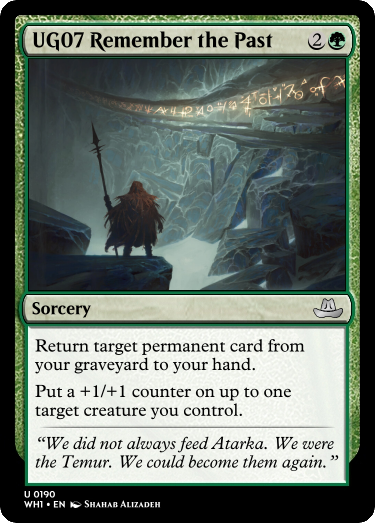 UG07 Remember the Past 2
Sorcery
Return target permanent card from
your graveyard to your hand.
Put a +1/+1 counter on up to one
target creature you control.
“We did not always feed Atarka. We were
the Temur. We could become them again.”
U 0190
WH1 • EN Shahab Alizadeh